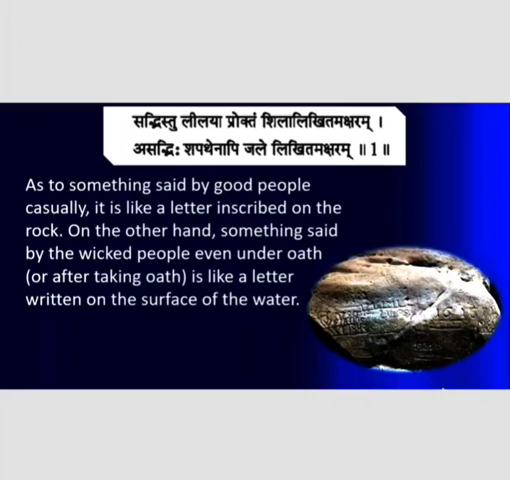 सद्भिस्तु लीलया प्रोक्तं शिलालिखितमक्षरम् ।
असद्भिः शपथेनापि जले लिखितमक्षरम् ॥ 1 ॥
As to something said by good people
casually, it is like a letter inscribed on the
rock. On the other hand, something said
by the wicked people even under oath
(or after taking oath) is like a letter
written on the surface of the water.